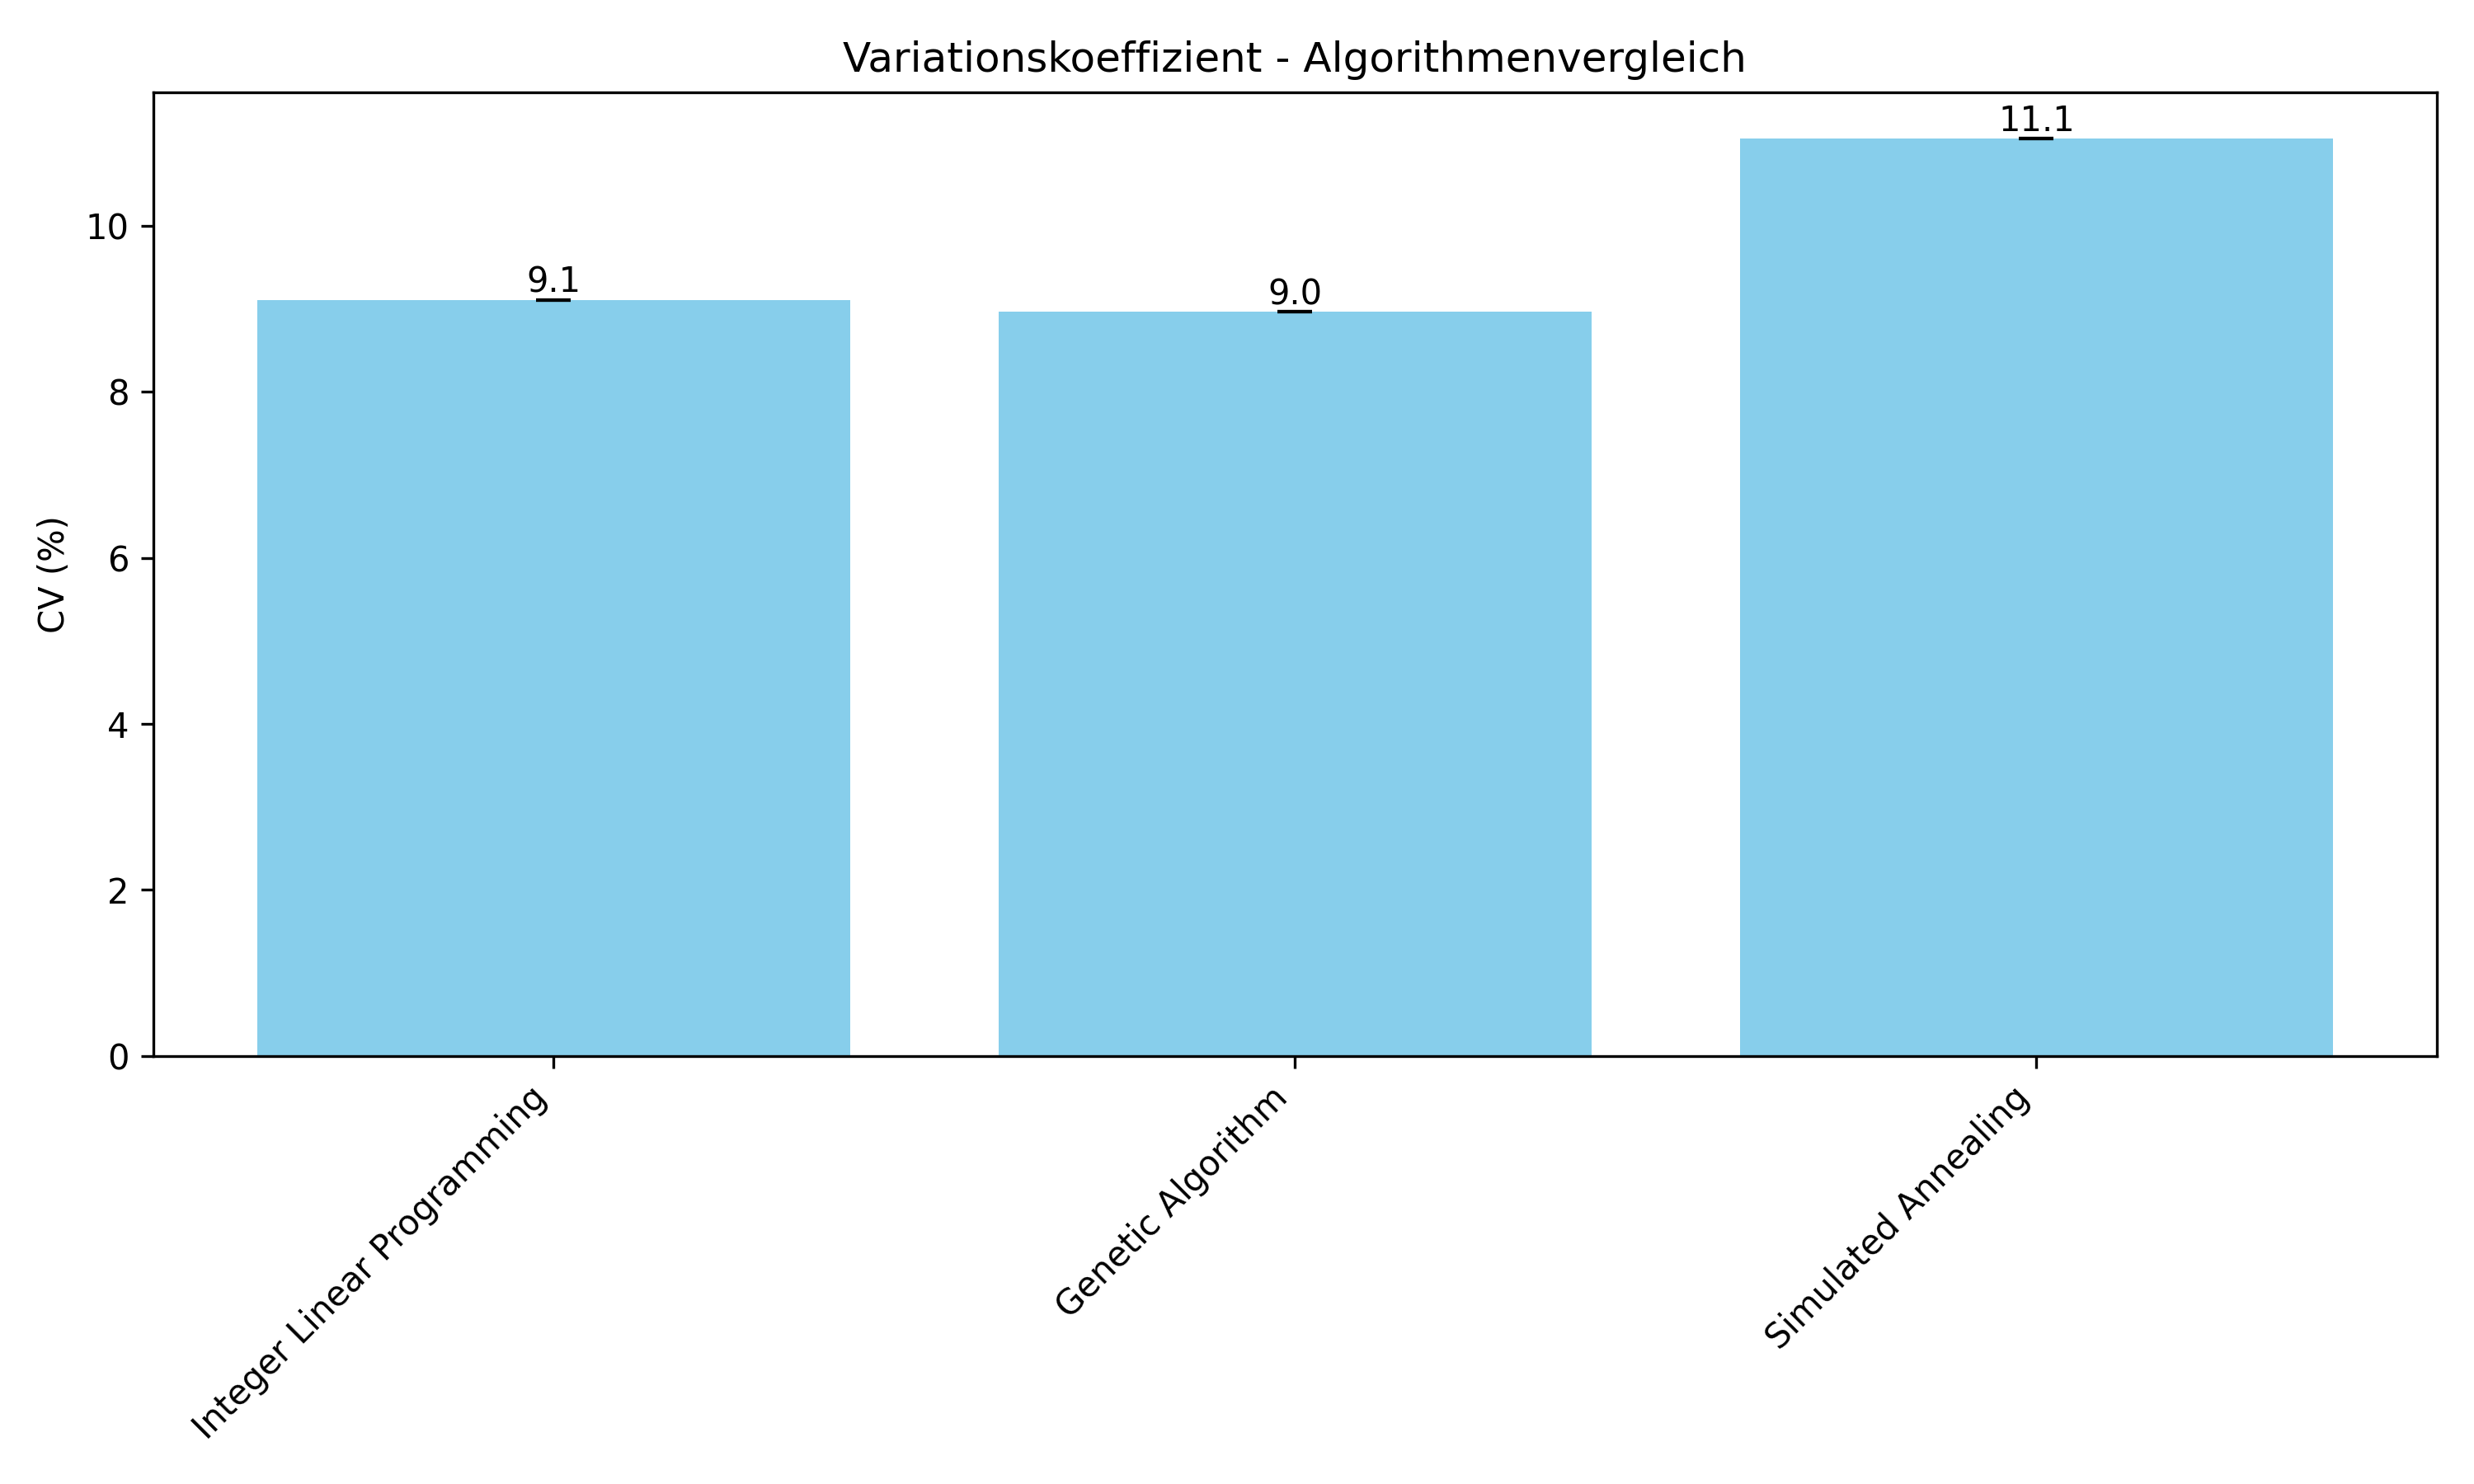 Variationskoeffizient - Algorithmenvergleich
CV (%)
10
8
6
4
2
0
9.1
9.0
11.1
Integer Linear Programming
Genetic Algorithm
Simulated Annealing